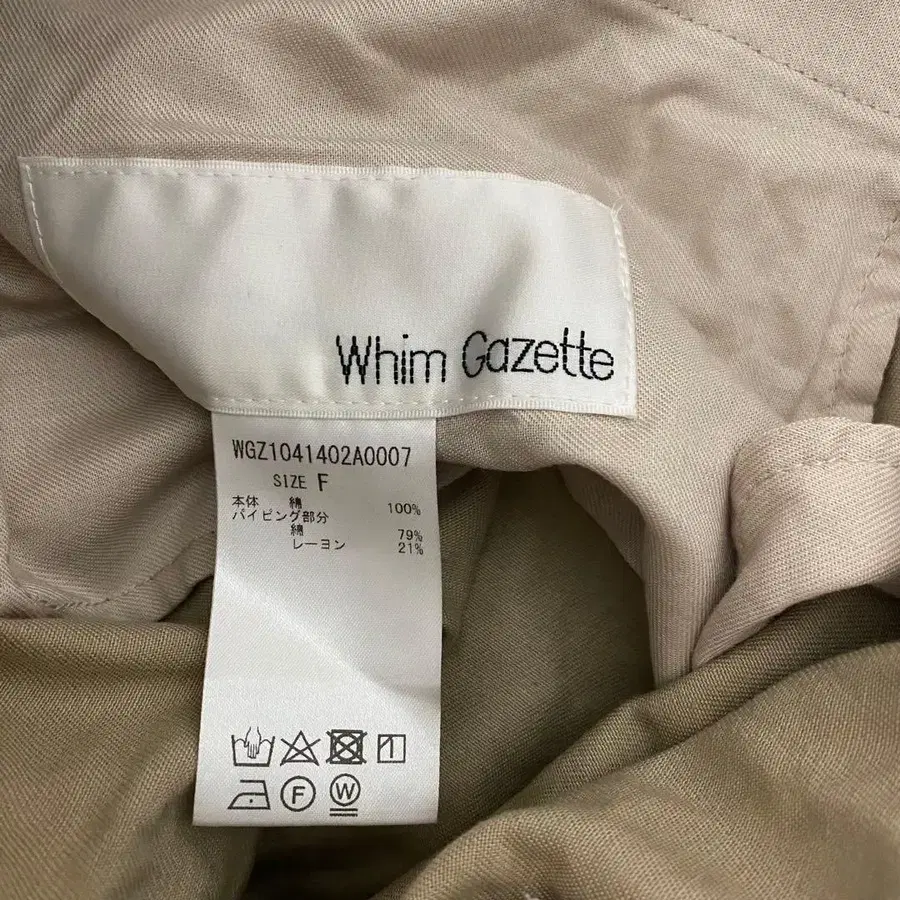 Whim Gazette
WGZ1041402A0007
SIZE F
本体 綿 100%
パイピング部分
綿 79%
レーヨン 21%
F W